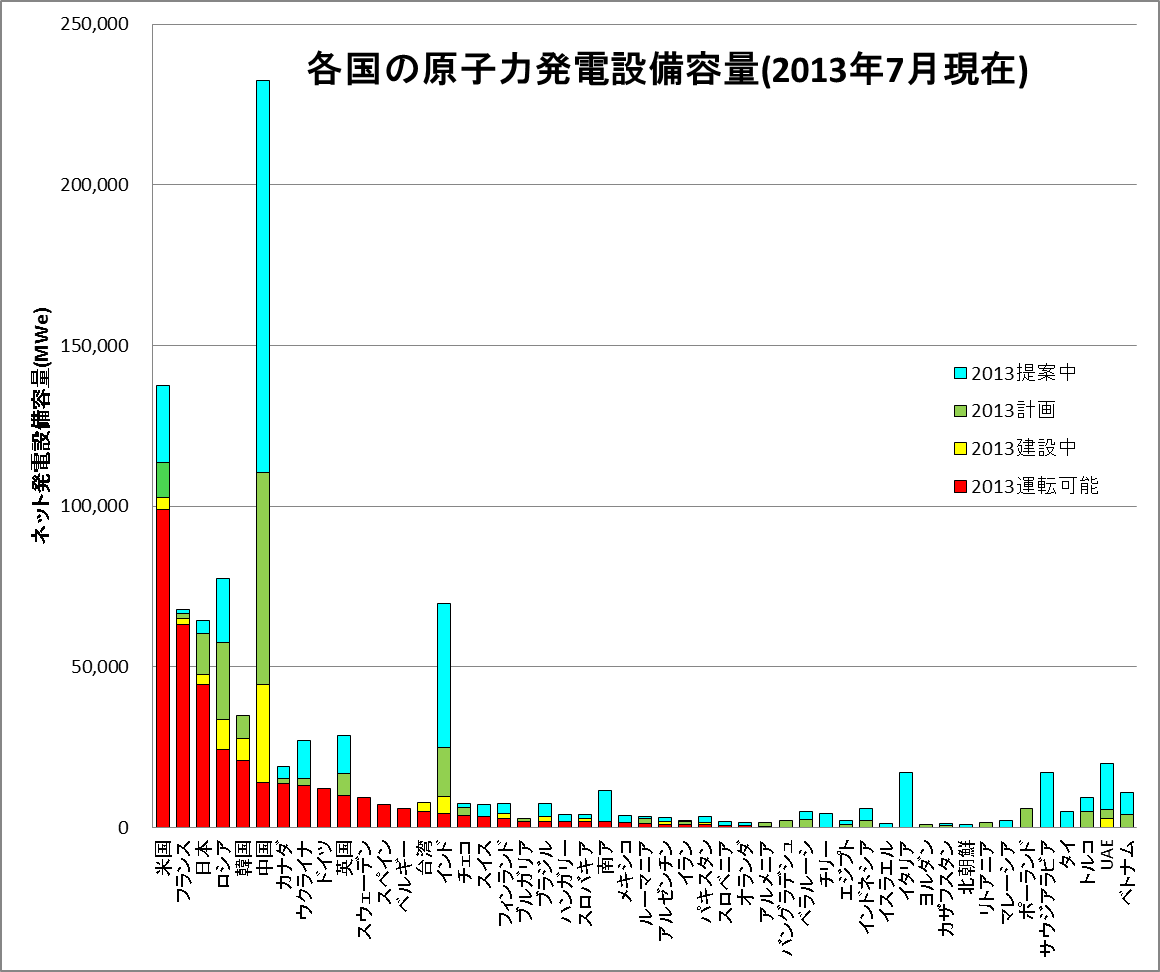 各国の原子力発電設備容量(2013年7月現在)
ネット発電設備容量(MWe)
250,000
200,000
150,000
100,000
50,000
0
2013提案中
2013計画
2013建設中
2013運転可能
米国
フランス
日本
ロシア
韓国
中国
カナダ
ウクライナ
ドイツ
英国
スウェーデン
スペイン
ベルギー
台湾
インド
チェコ
スイス
フィンランド
ブルガリア
ブラジル
ハンガリー
スロバキア
南ア
メキシコ
ルーマニア
アルゼンチン
イラン
パキスタン
スロベニア
オランダ
アルメニア
バングラデシュ
ベラルーシ
チリー
エジプト
インドネシア
イスラエル
イタリア
ヨルダン
カザフスタン
北朝鮮
リトアニア
マレーシア
ポーランド
サウジアラビア
タイ
トルコ
UAE
ベトナム